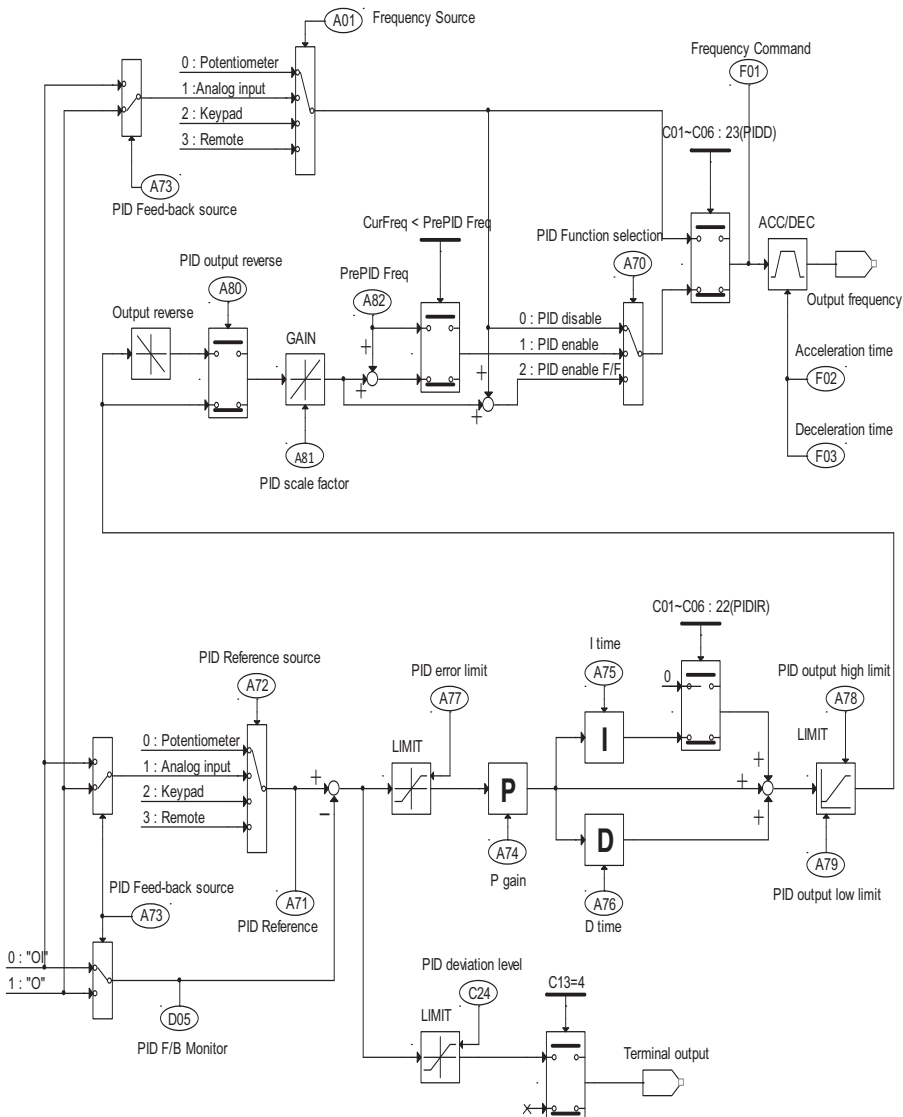 A01 Frequency Source
0 : Potentiometer
1 :Analog input
2 : Keypad
3 : Remote
A73
PID Feed-back source
Frequency Command
F01
C01~C06 : 23(PIDD)
ACC/DEC
Output frequency
Acceleration time
F02
Deceleration time
F03
CurFreq < PrePID Freq
PrePID Freq
A82
PID Function selection
A70
0 : PID disable
1 : PID enable
2 : PID enable F/F
PID output reverse
A80
Output reverse
GAIN
A81
PID scale factor
+
+
+
+
C01~C06 : 22(PIDIR)
0
PID Reference source
A72
0 : Potentiometer
1 : Analog input
2 : Keypad
3 : Remote
PID error limit
A77
LIMIT
I time
A75
I
P
A74
P gain
D
A76
D time
PID output high limit
A78
LIMIT
A79
PID output low limit
+
−
+
+
+
A71
PID Reference
PID Feed-back source
A73
0 : "OI"
1 : "O"
D05
PID F/B Monitor
PID deviation level
C24
LIMIT
C13=4
Terminal output
X